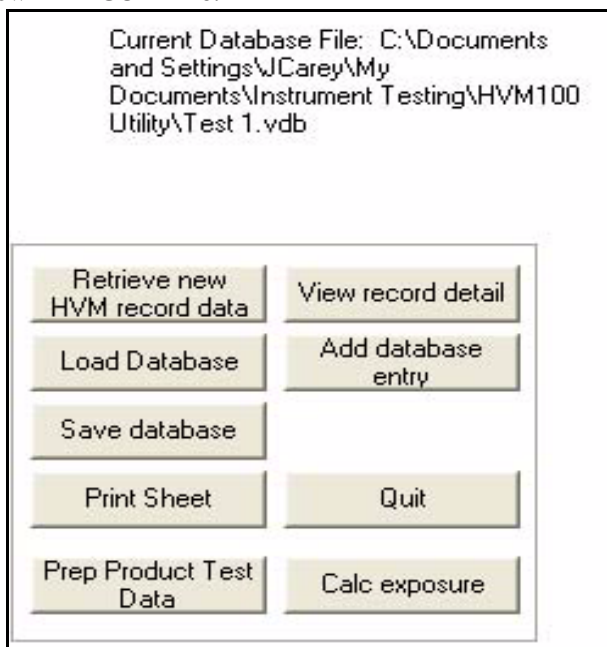 Current Database File:  C:\Documents
and Settings\JCarey\My
Documents\Instrument Testing\HVM100
Utility\Test 1.vdb
Retrieve new
HVM record data
View record detail
Load Database
Add database
entry
Save database
Print Sheet
Quit
Prep Product Test
Data
Calc exposure